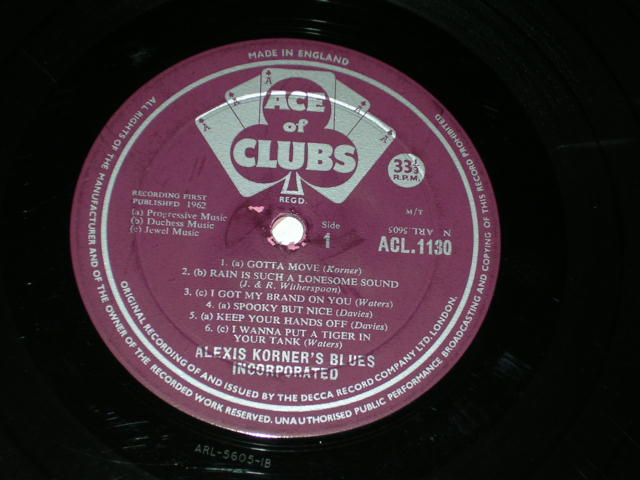 MADE IN ENGLAND
ACE
of
CLUBS
REGD.
A
A
A
A
33⅓
R.P.M.
RECORDING FIRST
PUBLISHED 1962
(a) Progressive Music
(b) Duchess Music
(c) Jewel Music
Side
1
M/T
N ARL.5605
ACL.1130
1. (a) GOTTA MOVE (Korner)
2. (b) RAIN IS SUCH A LONESOME SOUND
(J. & R. Witherspoon)
3. (c) I GOT MY BRAND ON YOU (Waters)
4. (a) SPOOKY BUT NICE (Davies)
5. (a) KEEP YOUR HANDS OFF (Davies)
6. (c) I WANNA PUT A TIGER IN
YOUR TANK (Waters)
ALEXIS KORNER'S BLUES
INCORPORATED
ORIGINAL RECORDING OF AND ISSUED BY THE DECCA RECORD COMPANY LTD. LONDON.
ALL RIGHTS OF THE MANUFACTURER AND OF THE OWNER OF THE RECORDED WORK RESERVED. UNAUTHORISED PUBLIC PERFORMANCE BROADCASTING AND COPYING OF THIS RECORD PROHIBITED
ARL-5605-1B